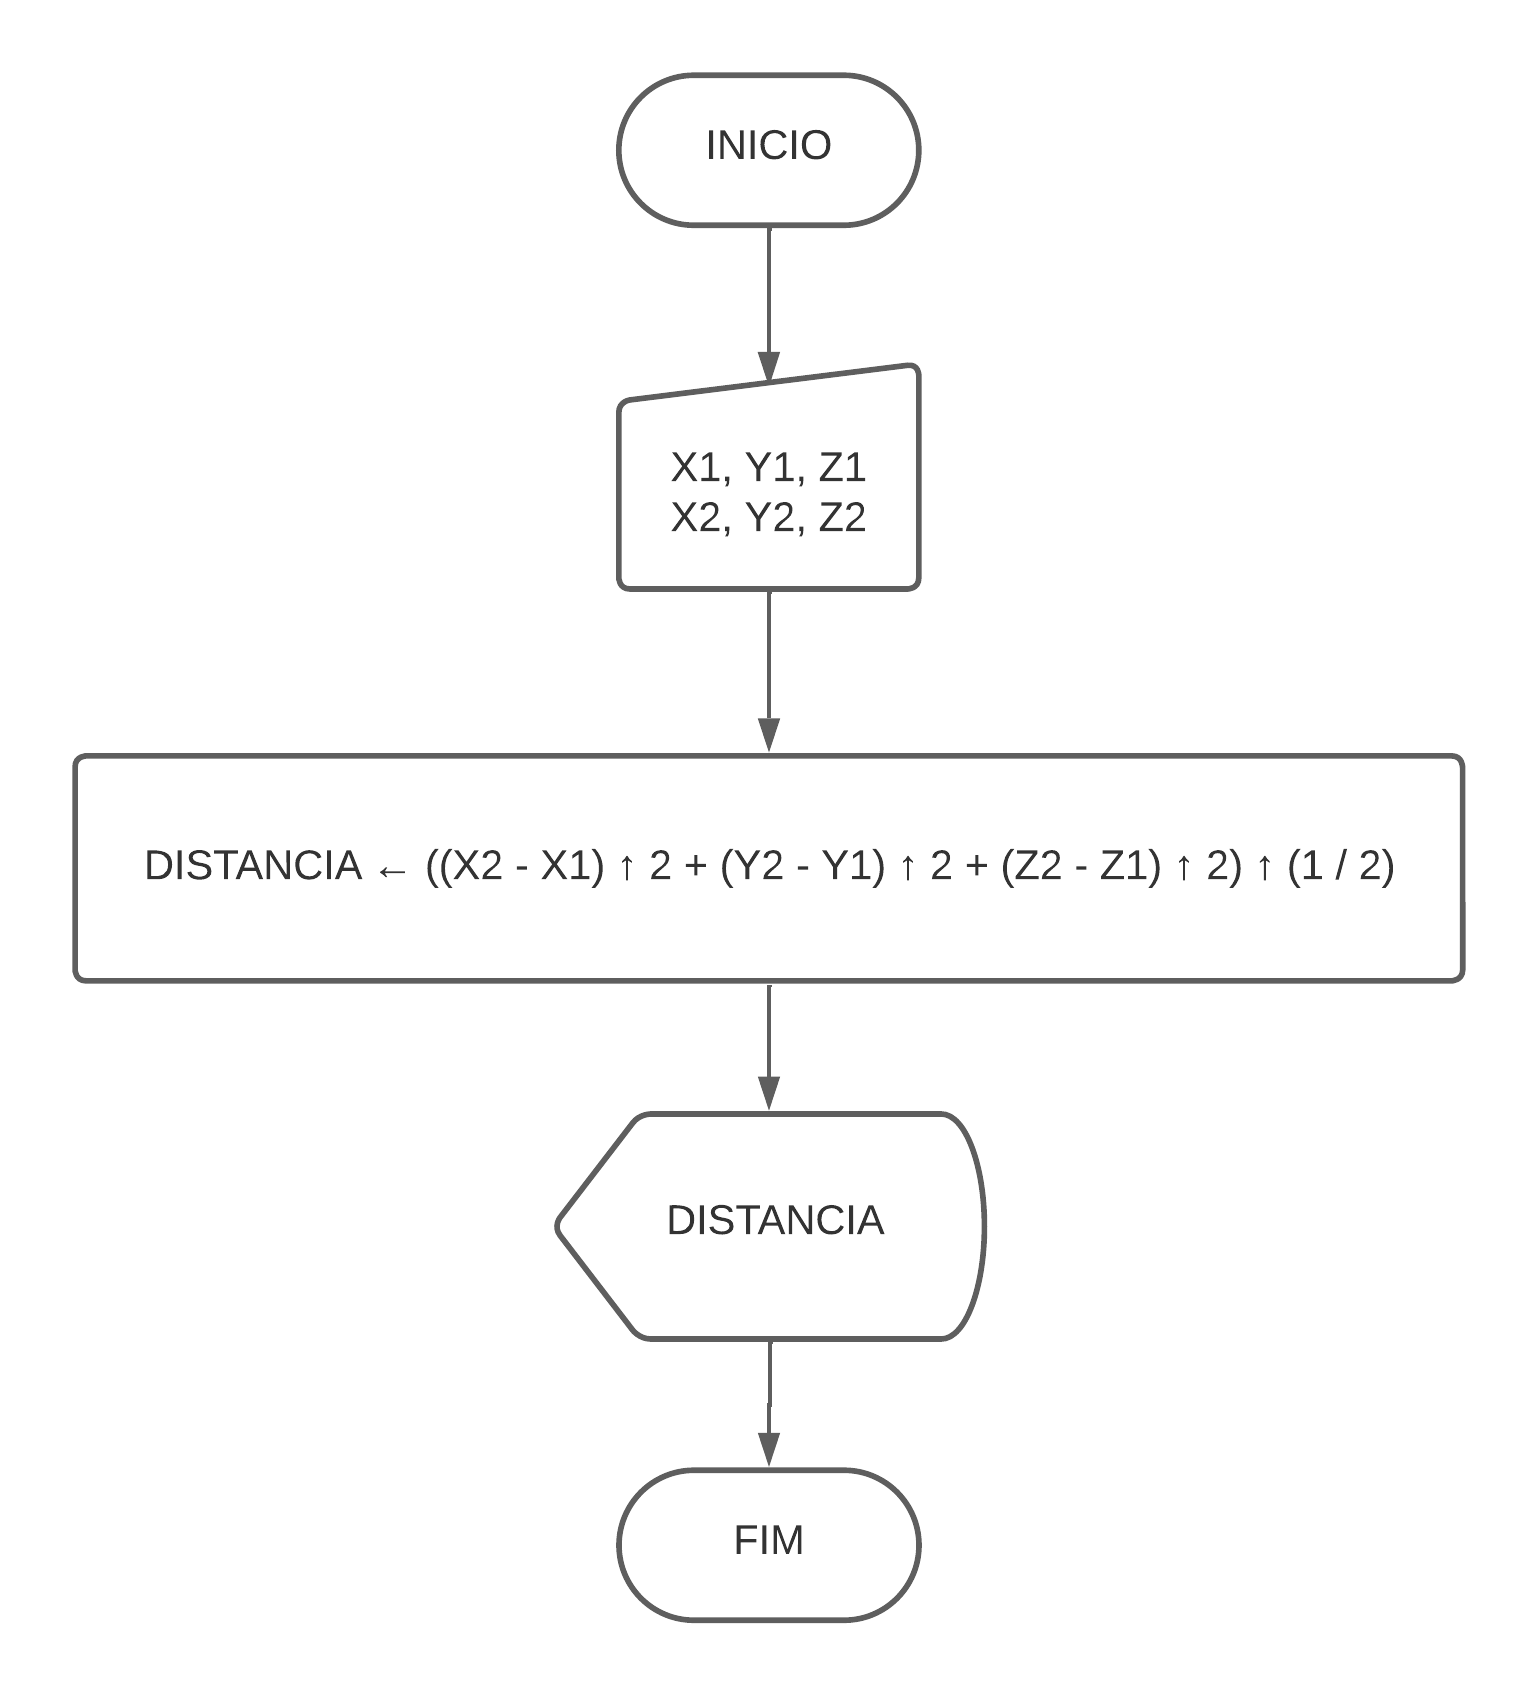 INICIO
X1, Y1, Z1
X2, Y2, Z2
DISTANCIA ← ((X2 - X1) ↑ 2 + (Y2 - Y1) ↑ 2 + (Z2 - Z1) ↑ 2) ↑ (1 / 2)
DISTANCIA
FIM